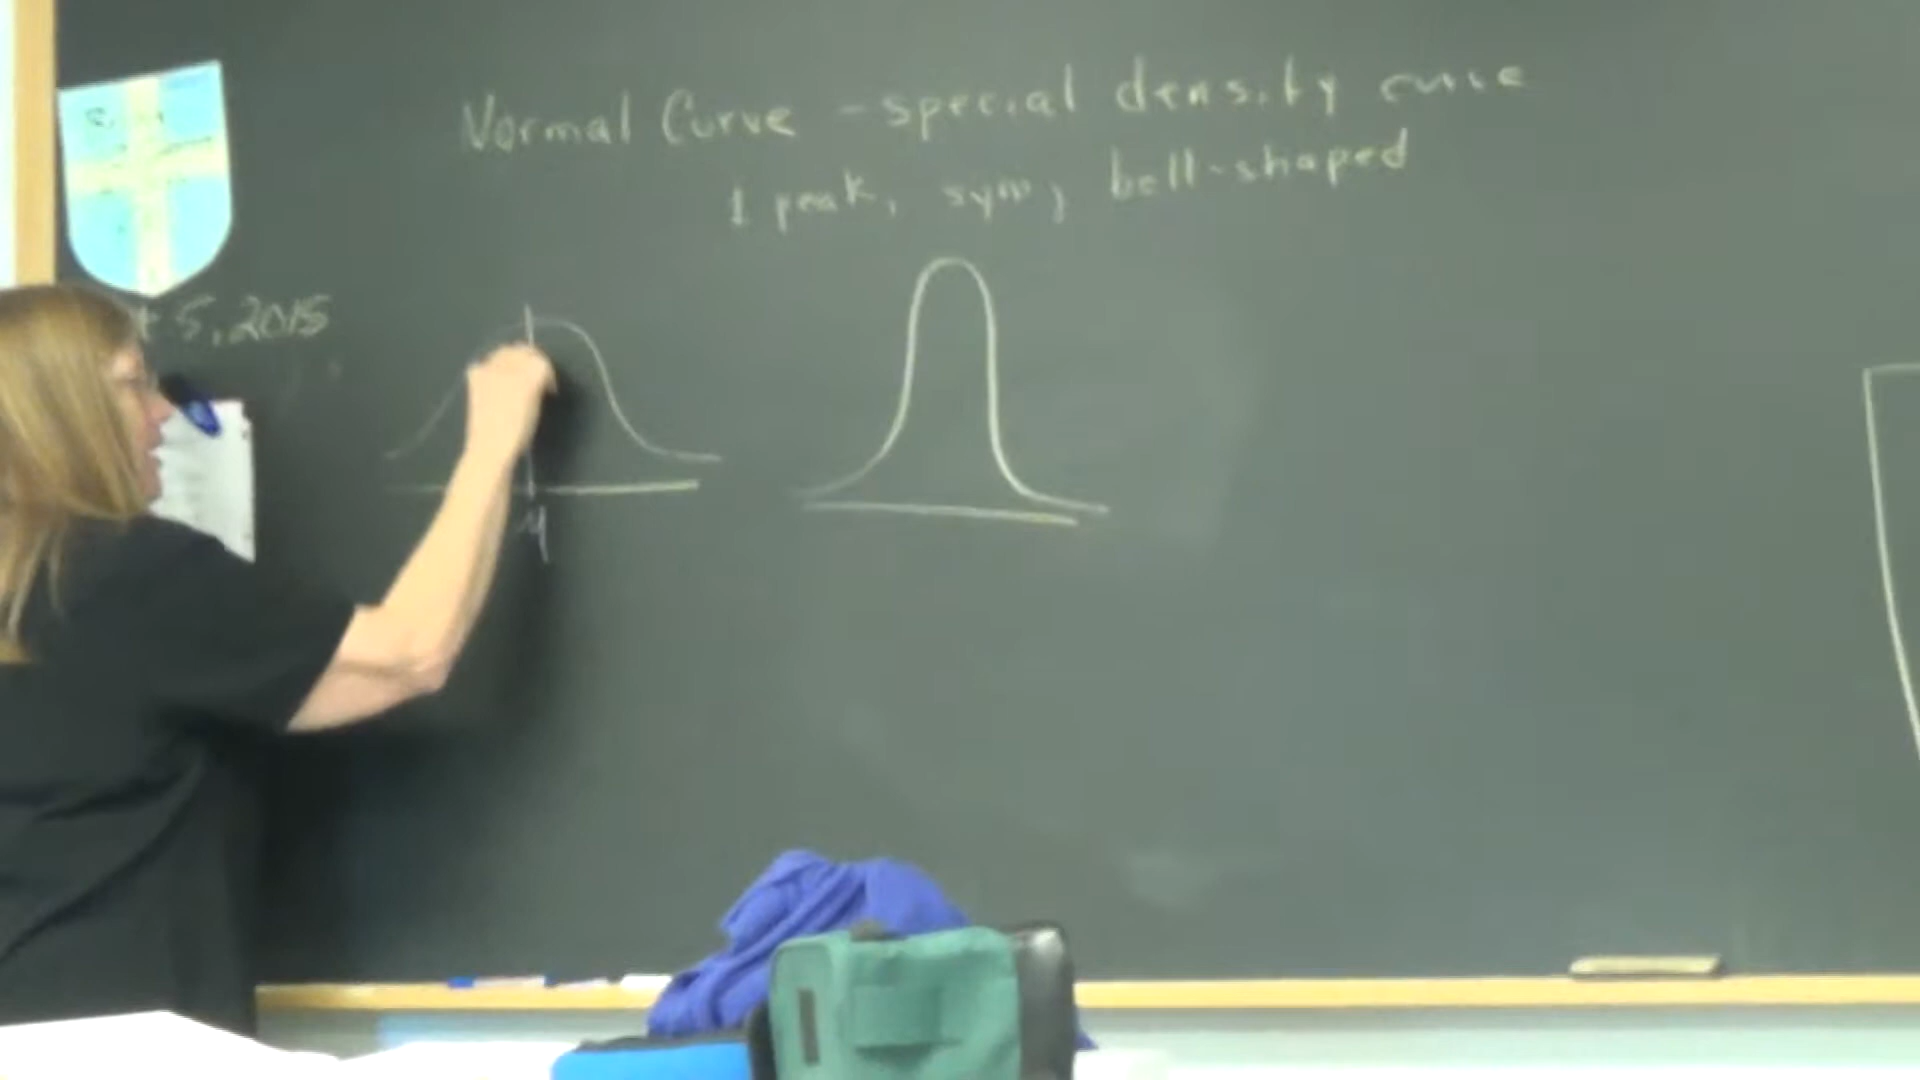 Normal Curve - special density curve
1 peak, sym, bell-shaped
t 5, 2015
μ